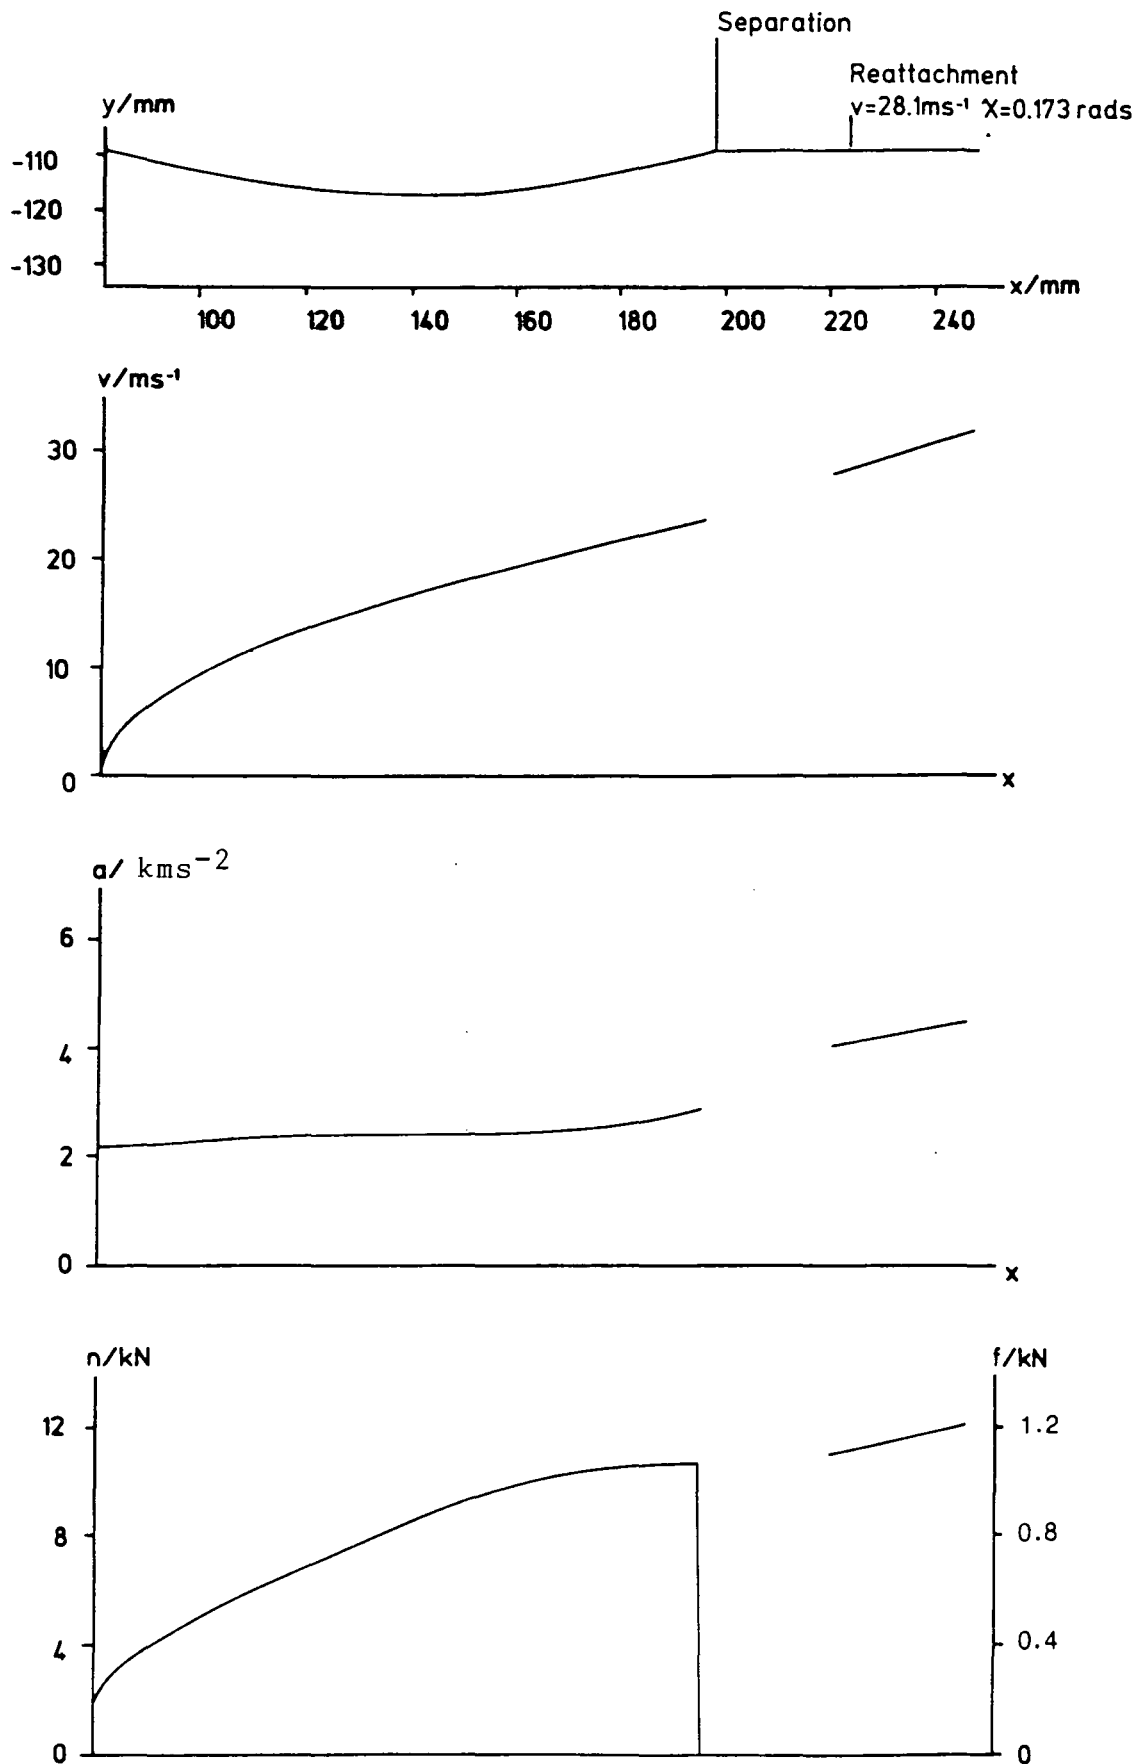 Separation
Reattachment
v=28.1ms⁻¹ X=0.173 rads
y/mm
-110
-120
-130
x/mm
100 120 140 160 180 200 220 240
v/ms⁻¹
30
20
10
0
x
a/ kms⁻²
6
4
2
0
x
n/kN f/kN
12 1.2
8 0.8
4 0.4
0 0